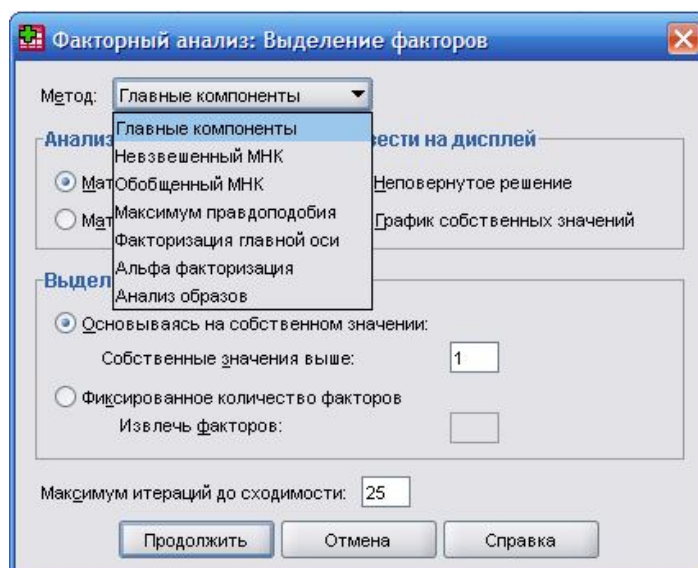 Факторный анализ: Выделение факторов
Метод: Главные компоненты
Главные компоненты
Анализ вести на дисплей
Невзвешенный МНК
Мат Обобщенный МНК Неповернутое решение
Мат Максимум правдоподобия График собственных значений
Факторизация главной оси
Альфа факторизация
Выдел
Анализ образов
Основываясь на собственном значении:
Собственные значения выше: 1
Фиксированное количество факторов
Извлечь факторов:
Максимум итераций до сходимости: 25
Продолжить Отмена Справка